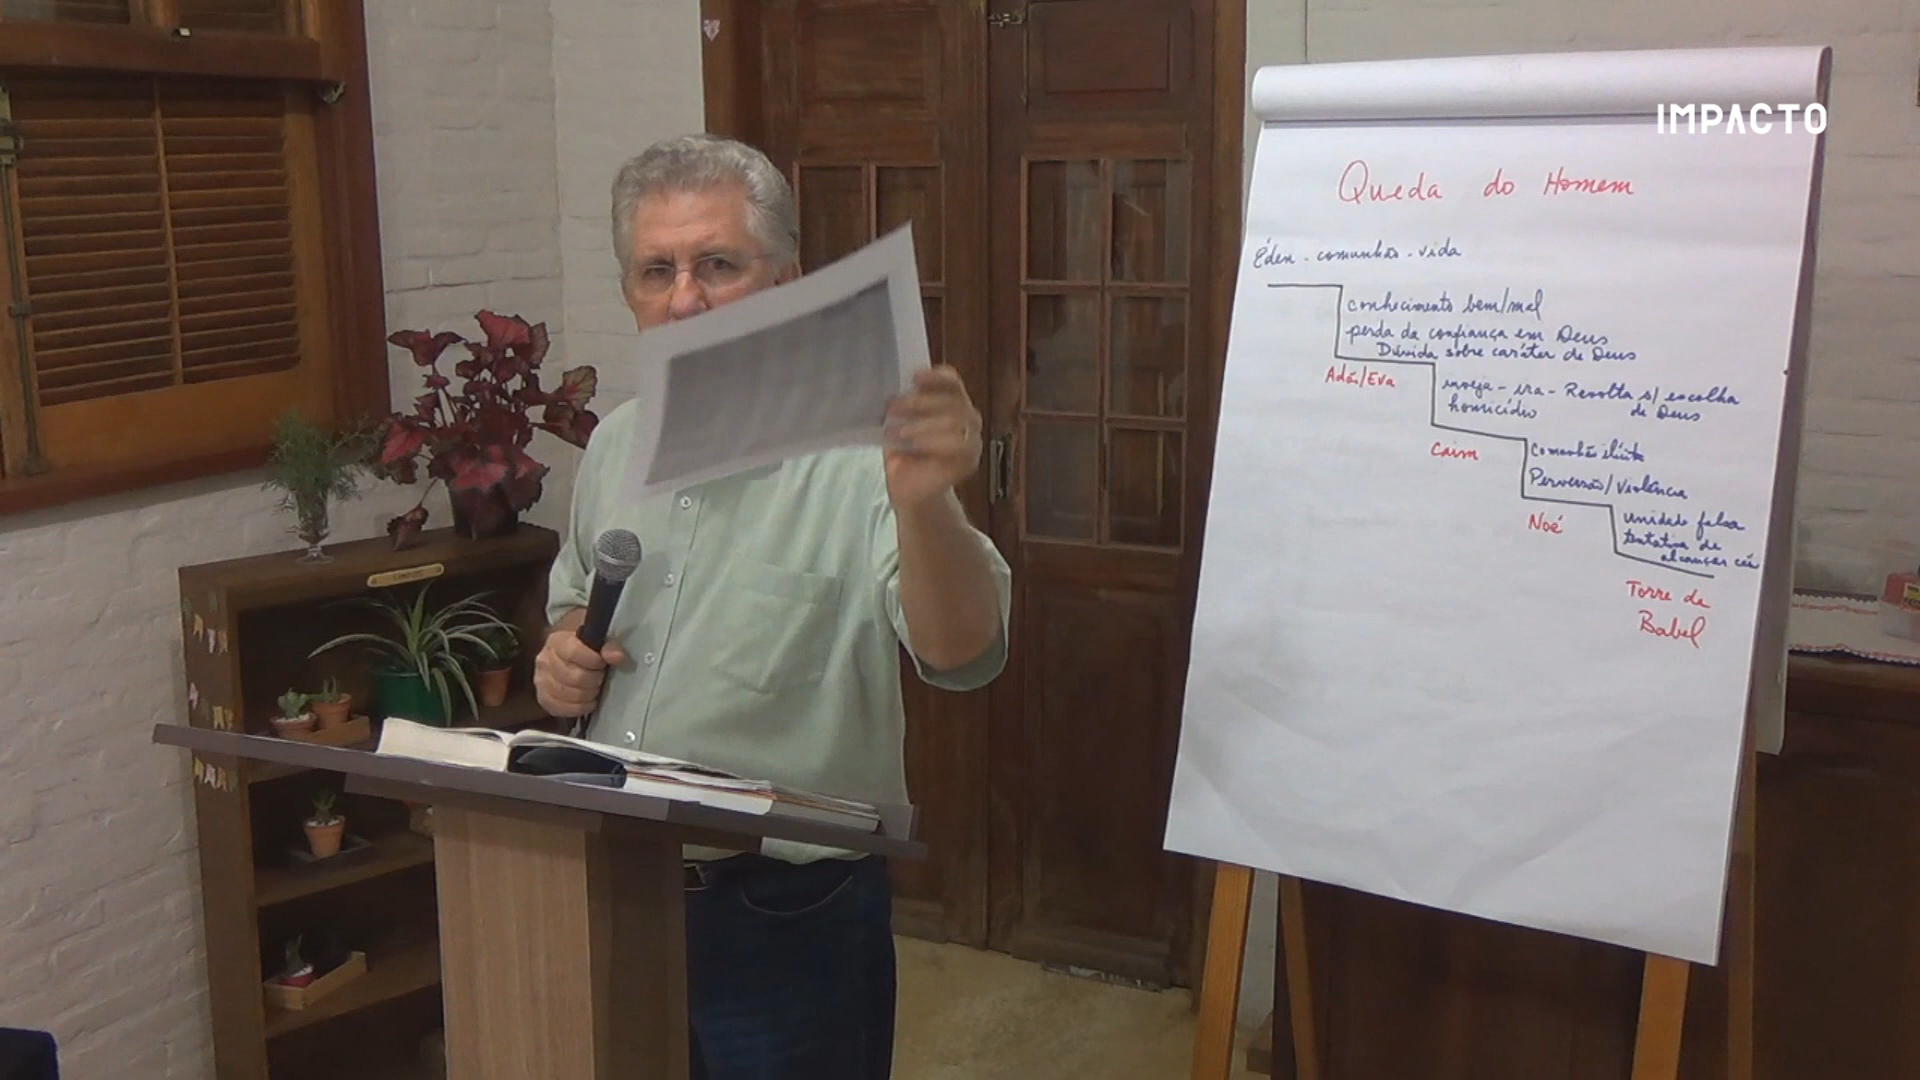 IMPACTO
Queda do Homem
Éden - comunhão - vida
conhecimento bem/mal
perda da confiança em Deus
Dúvida sobre caráter de Deus
Adão/Eva
inveja - ira - Revolta s/ escolha
homicídio de Deus
Caim
Comunhão ilícita
Perversão/Violência
Noé
unidade falsa
tentativa de
alcançar céu
Torre de
Babel